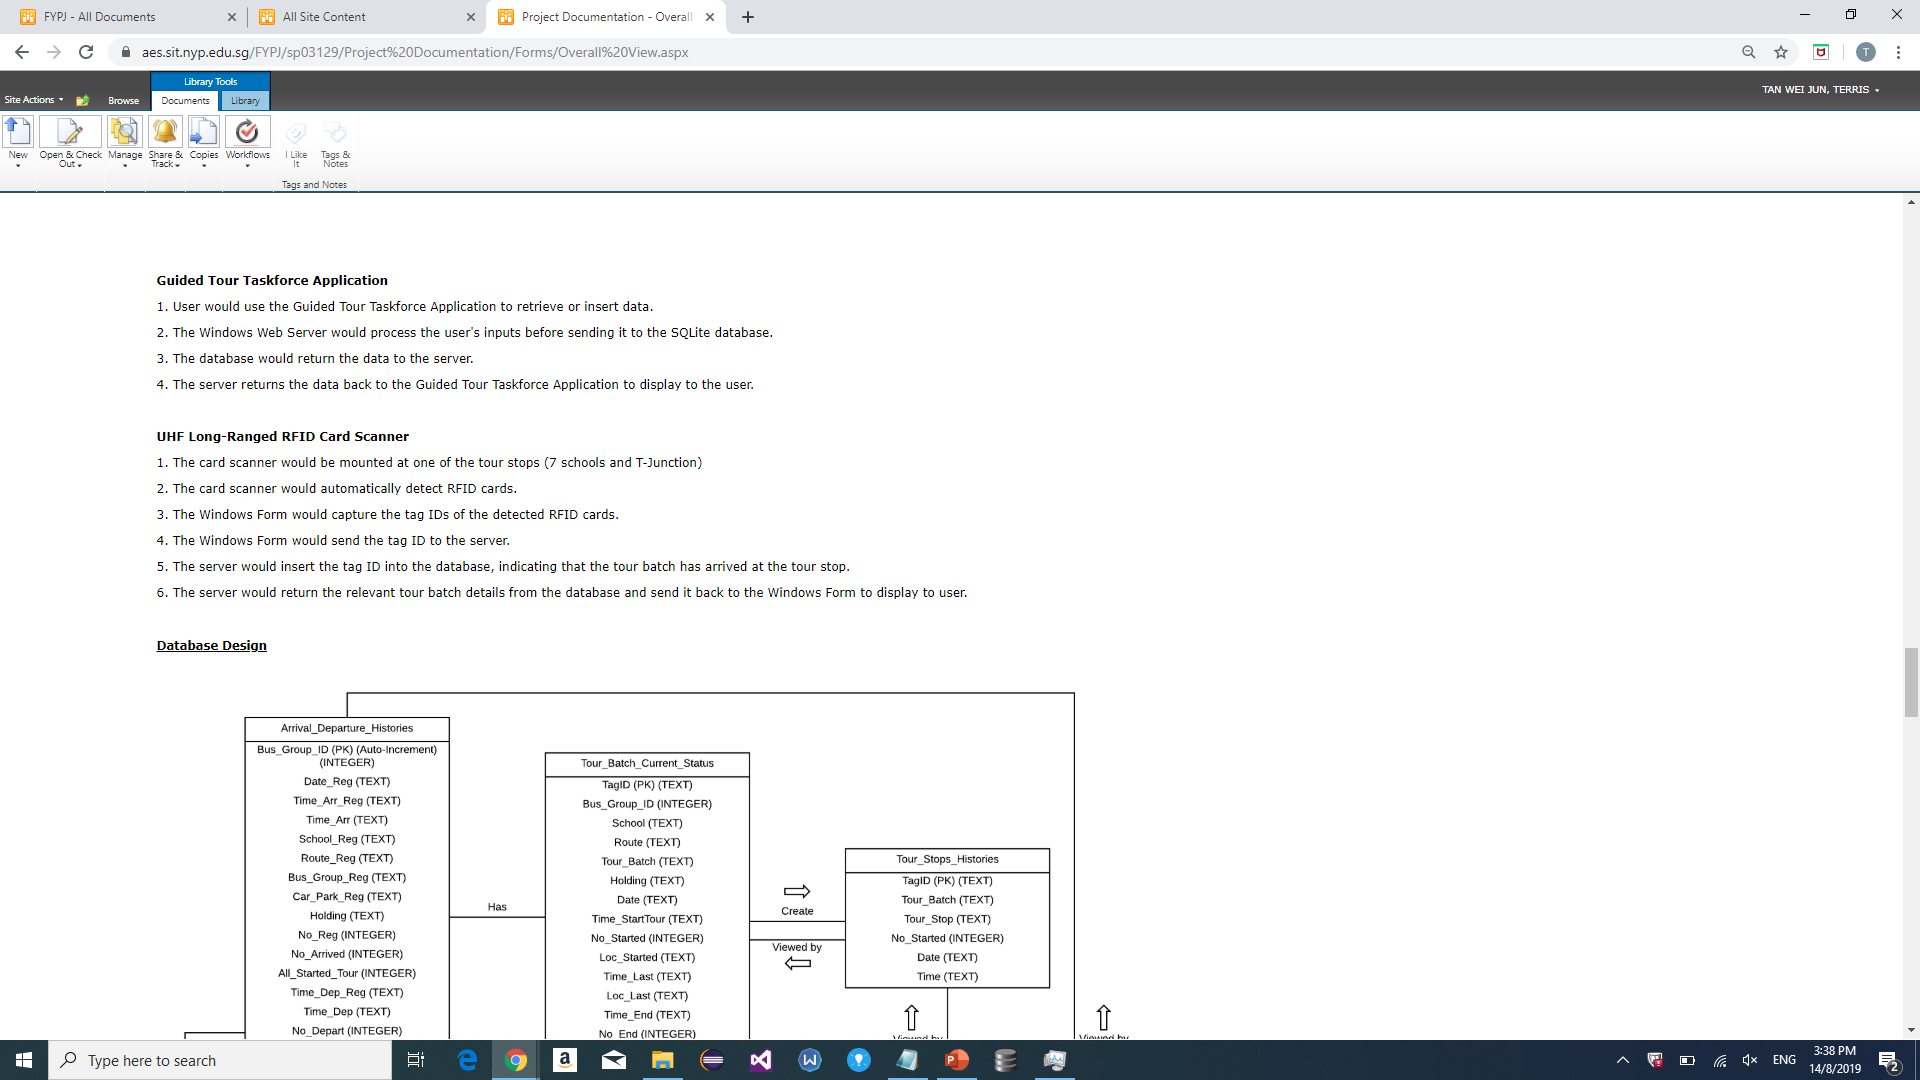 FYPJ - All Documents
All Site Content
Project Documentation - Overall
aes.sit.nyp.edu.sg/FYPJ/sp03129/Project%20Documentation/Forms/Overall%20View.aspx
T
Library Tools
Site Actions
Browse
Documents
Library
TAN WEI JUN, TERRIS
New
Open & Check Out
Manage
Share & Track
Copies
Workflows
I Like It
Tags & Notes
Tags and Notes
Guided Tour Taskforce Application
1. User would use the Guided Tour Taskforce Application to retrieve or insert data.
2. The Windows Web Server would process the user's inputs before sending it to the SQLite database.
3. The database would return the data to the server.
4. The server returns the data back to the Guided Tour Taskforce Application to display to the user.
UHF Long-Ranged RFID Card Scanner
1. The card scanner would be mounted at one of the tour stops (7 schools and T-Junction)
2. The card scanner would automatically detect RFID cards.
3. The Windows Form would capture the tag IDs of the detected RFID cards.
4. The Windows Form would send the tag ID to the server.
5. The server would insert the tag ID into the database, indicating that the tour batch has arrived at the tour stop.
6. The server would return the relevant tour batch details from the database and send it back to the Windows Form to display to user.
Database Design
Arrival_Departure_Histories
Bus_Group_ID (PK) (Auto-Increment)
(INTEGER)
Date_Reg (TEXT)
Time_Arr_Reg (TEXT)
Time_Arr (TEXT)
School_Reg (TEXT)
Route_Reg (TEXT)
Bus_Group_Reg (TEXT)
Car_Park_Reg (TEXT)
Holding (TEXT)
No_Reg (INTEGER)
No_Arrived (INTEGER)
All_Started_Tour (INTEGER)
Time_Dep_Reg (TEXT)
Time_Dep (TEXT)
No_Depart (INTEGER)
Has
Tour_Batch_Current_Status
TagID (PK) (TEXT)
Bus_Group_ID (INTEGER)
School (TEXT)
Route (TEXT)
Tour_Batch (TEXT)
Holding (TEXT)
Date (TEXT)
Time_StartTour (TEXT)
No_Started (INTEGER)
Loc_Started (TEXT)
Time_Last (TEXT)
Loc_Last (TEXT)
Time_End (TEXT)
No_End (INTEGER)
Create
Viewed by
Tour_Stops_Histories
TagID (PK) (TEXT)
Tour_Batch (TEXT)
Tour_Stop (TEXT)
No_Started (INTEGER)
Date (TEXT)
Time (TEXT)
Viewed by
Viewed by
Type here to search
ENG
3:38 PM
14/8/2019
2